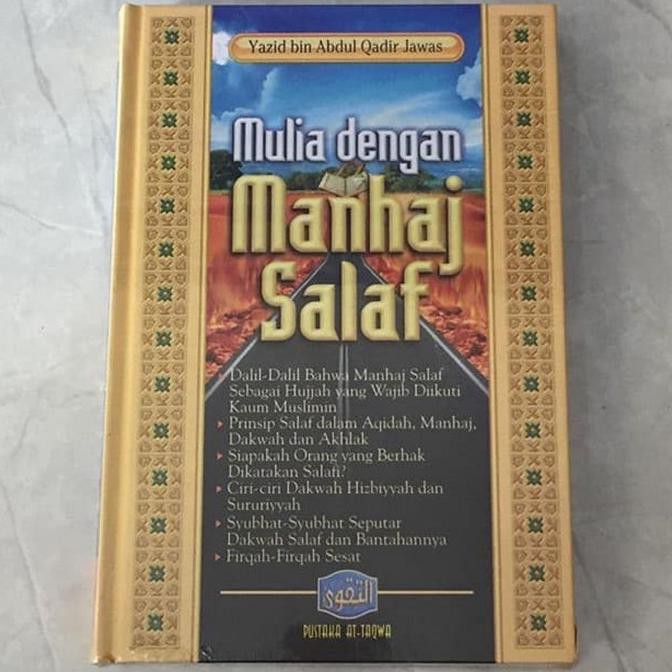 Yazid bin Abdul Qadir Jawas
Mulia dengan
Manhaj
Salaf
Dalil-Dalil Bahwa Manhaj Salaf
Sebagai Hujjah yang Wajib Diikuti
Kaum Muslimin
Prinsip Salaf dalam Aqidah, Manhaj,
Dakwah dan Akhlak
Siapakah Orang yang Berhak
Dikatakan Salafi?
Ciri-ciri Dakwah Hizbiyyah dan
Sururiyyah
Syubhat-Syubhat Seputar
Dakwah Salaf dan Bantahannya
Firqah-Firqah Sesat
التقوى
PUSTAKA AT-TAQWA